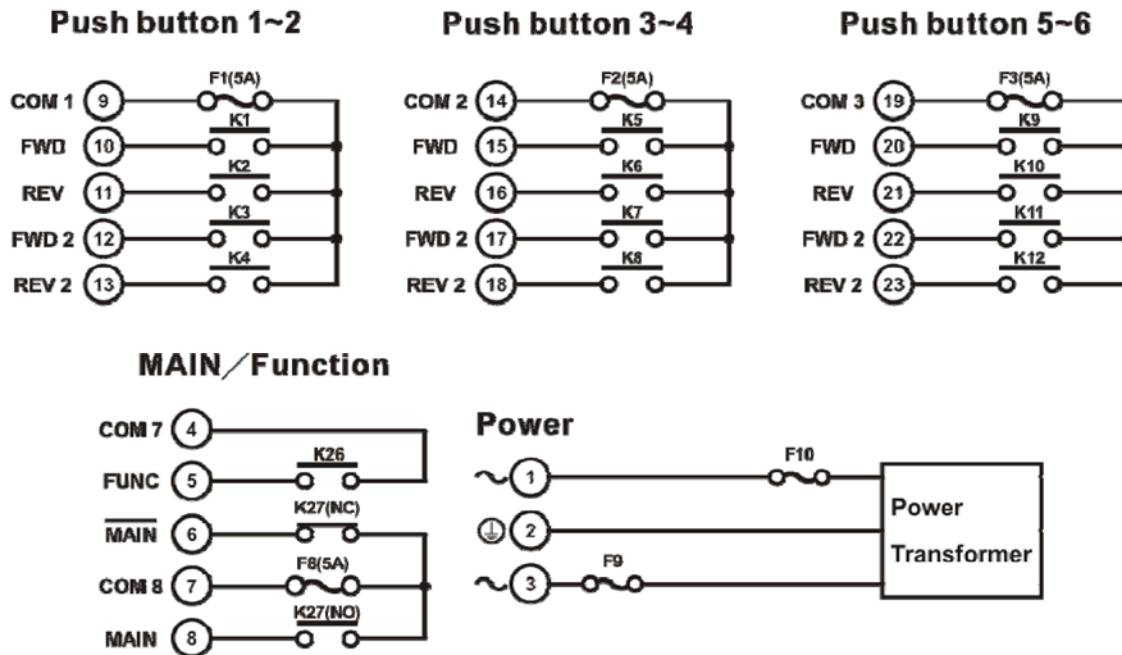 Push button 1~2
COM 1 9 F1(5A)
FWD 10 K1
REV 11 K2
FWD 2 12 K3
REV 2 13 K4
Push button 3~4
COM 2 14 F2(5A)
FWD 15 K5
REV 16 K6
FWD 2 17 K7
REV 2 18 K8
Push button 5~6
COM 3 19 F3(5A)
FWD 20 K9
REV 21 K10
FWD 2 22 K11
REV 2 23 K12
MAIN／Function
COM 7 4
FUNC 5 K26
MAIN 6 K27(NC)
COM 8 7 F8(5A)
MAIN 8 K27(NO)
Power
~ 1 F10
2
~ 3 F9
Power
Transformer